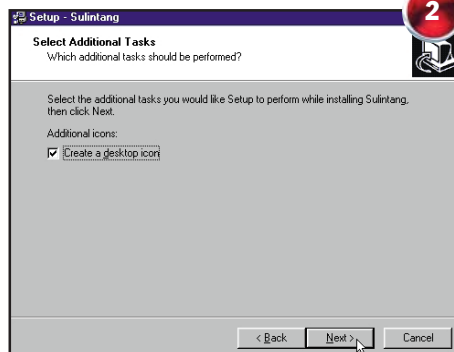 Setup - Sulintang
2
Select Additional Tasks
Which additional tasks should be performed?
Select the additional tasks you would like Setup to perform while installing Sulintang,
then click Next.
Additional icons:
Create a desktop icon
< Back Next > Cancel